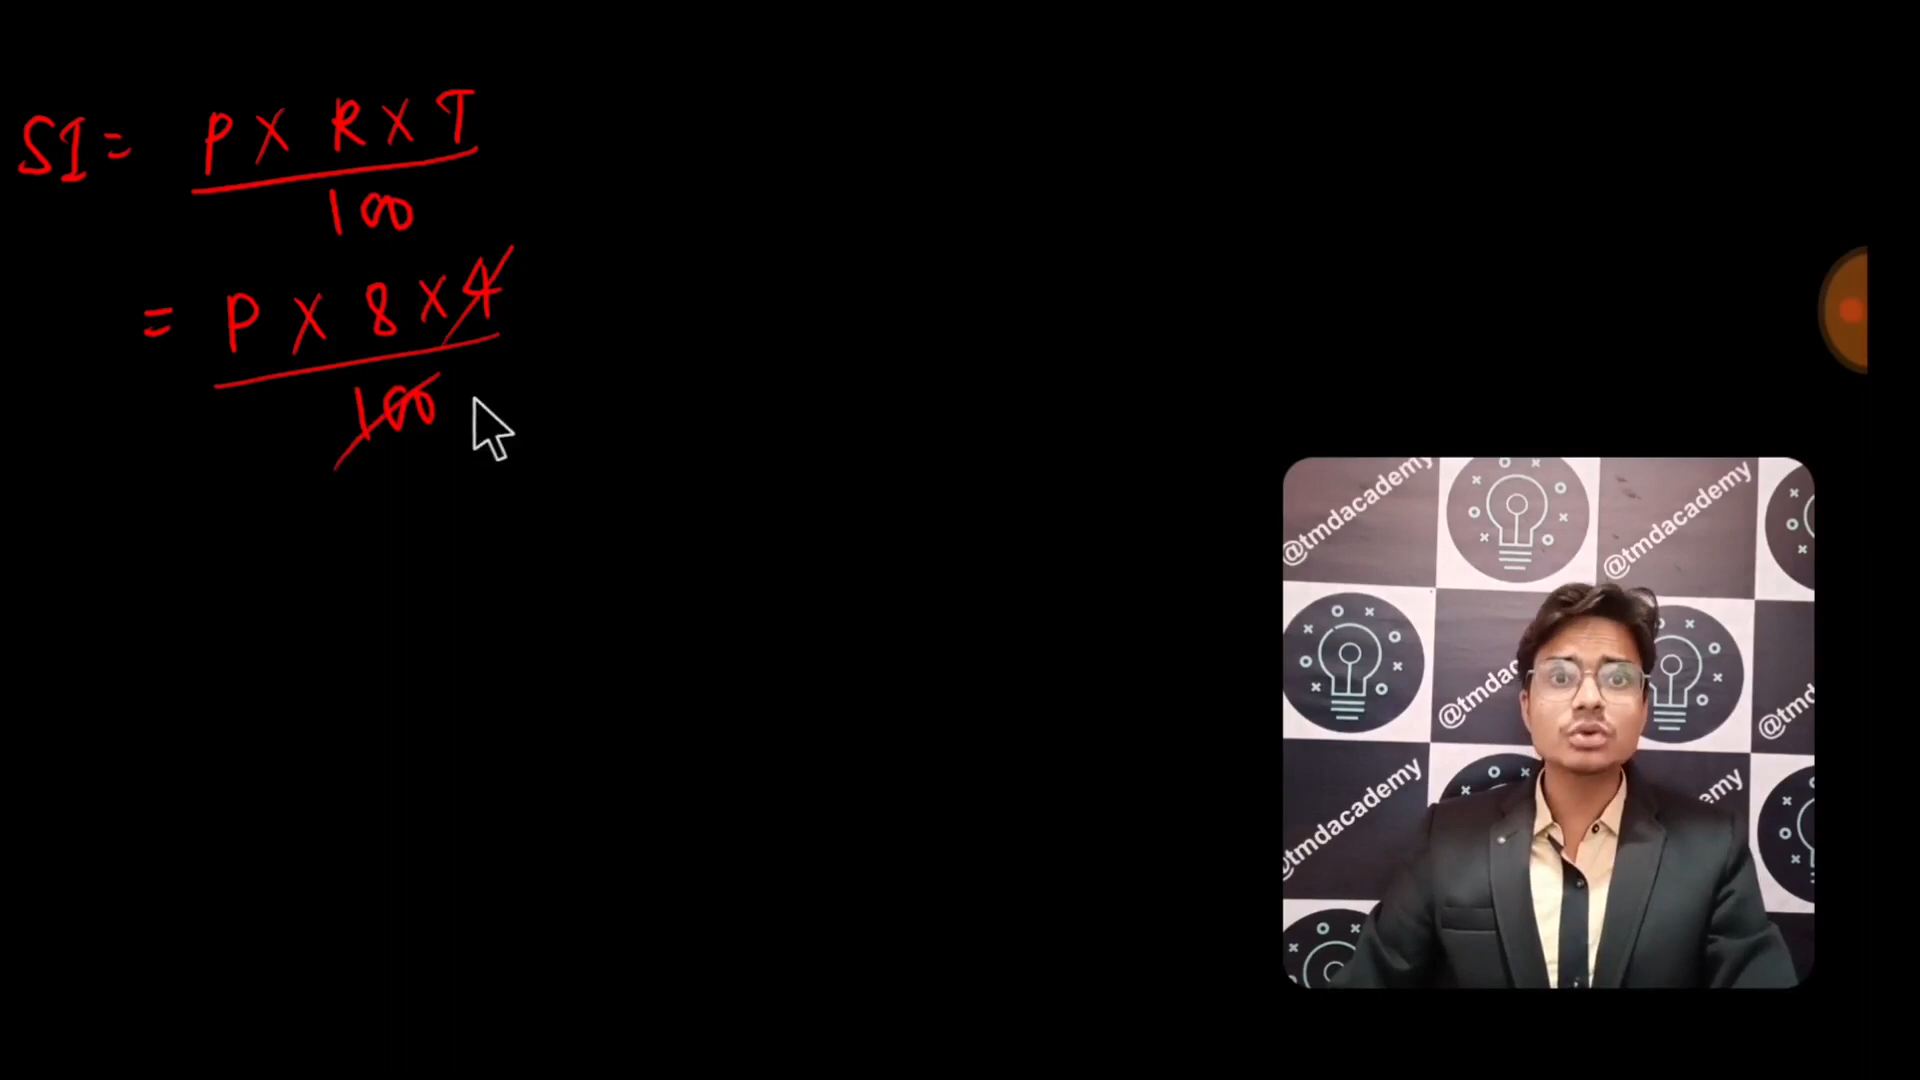 SI = P X R X T
100
= P X 8 X 4
100
@tmdacademy
@tmdacademy
@tmdac
@tmd
@tmdacademy
emy